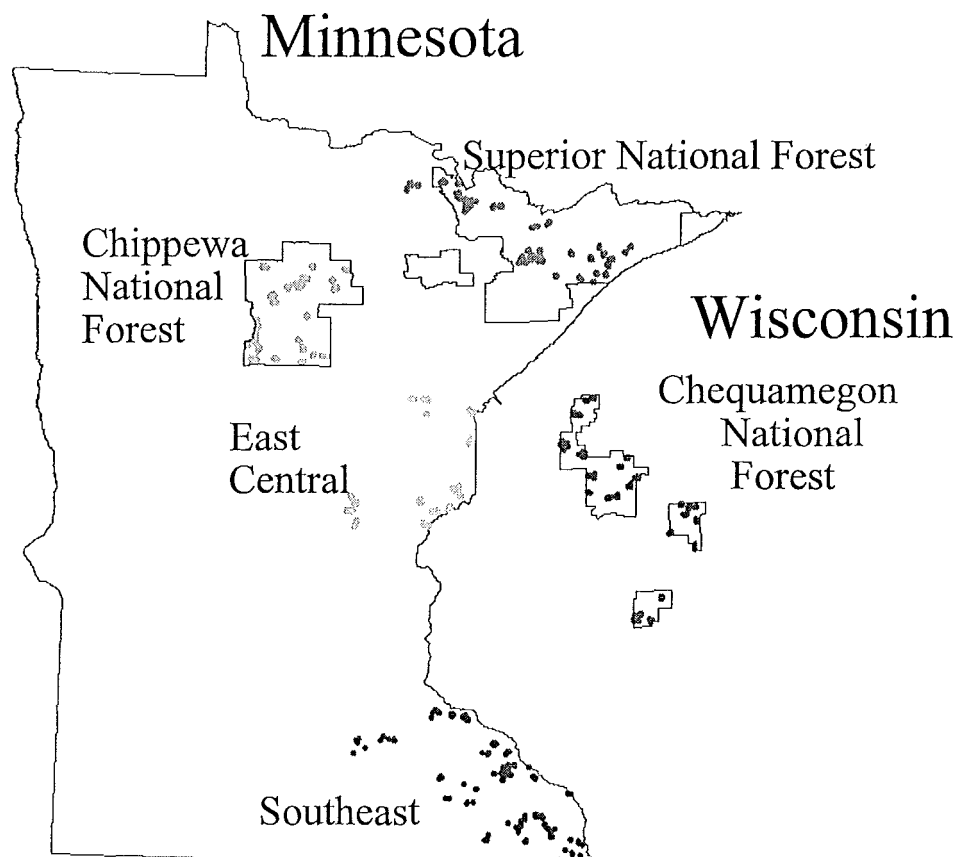 Minnesota
Superior National Forest
Chippewa
National
Forest
Wisconsin
Chequamegon
National
Forest
East
Central
Southeast